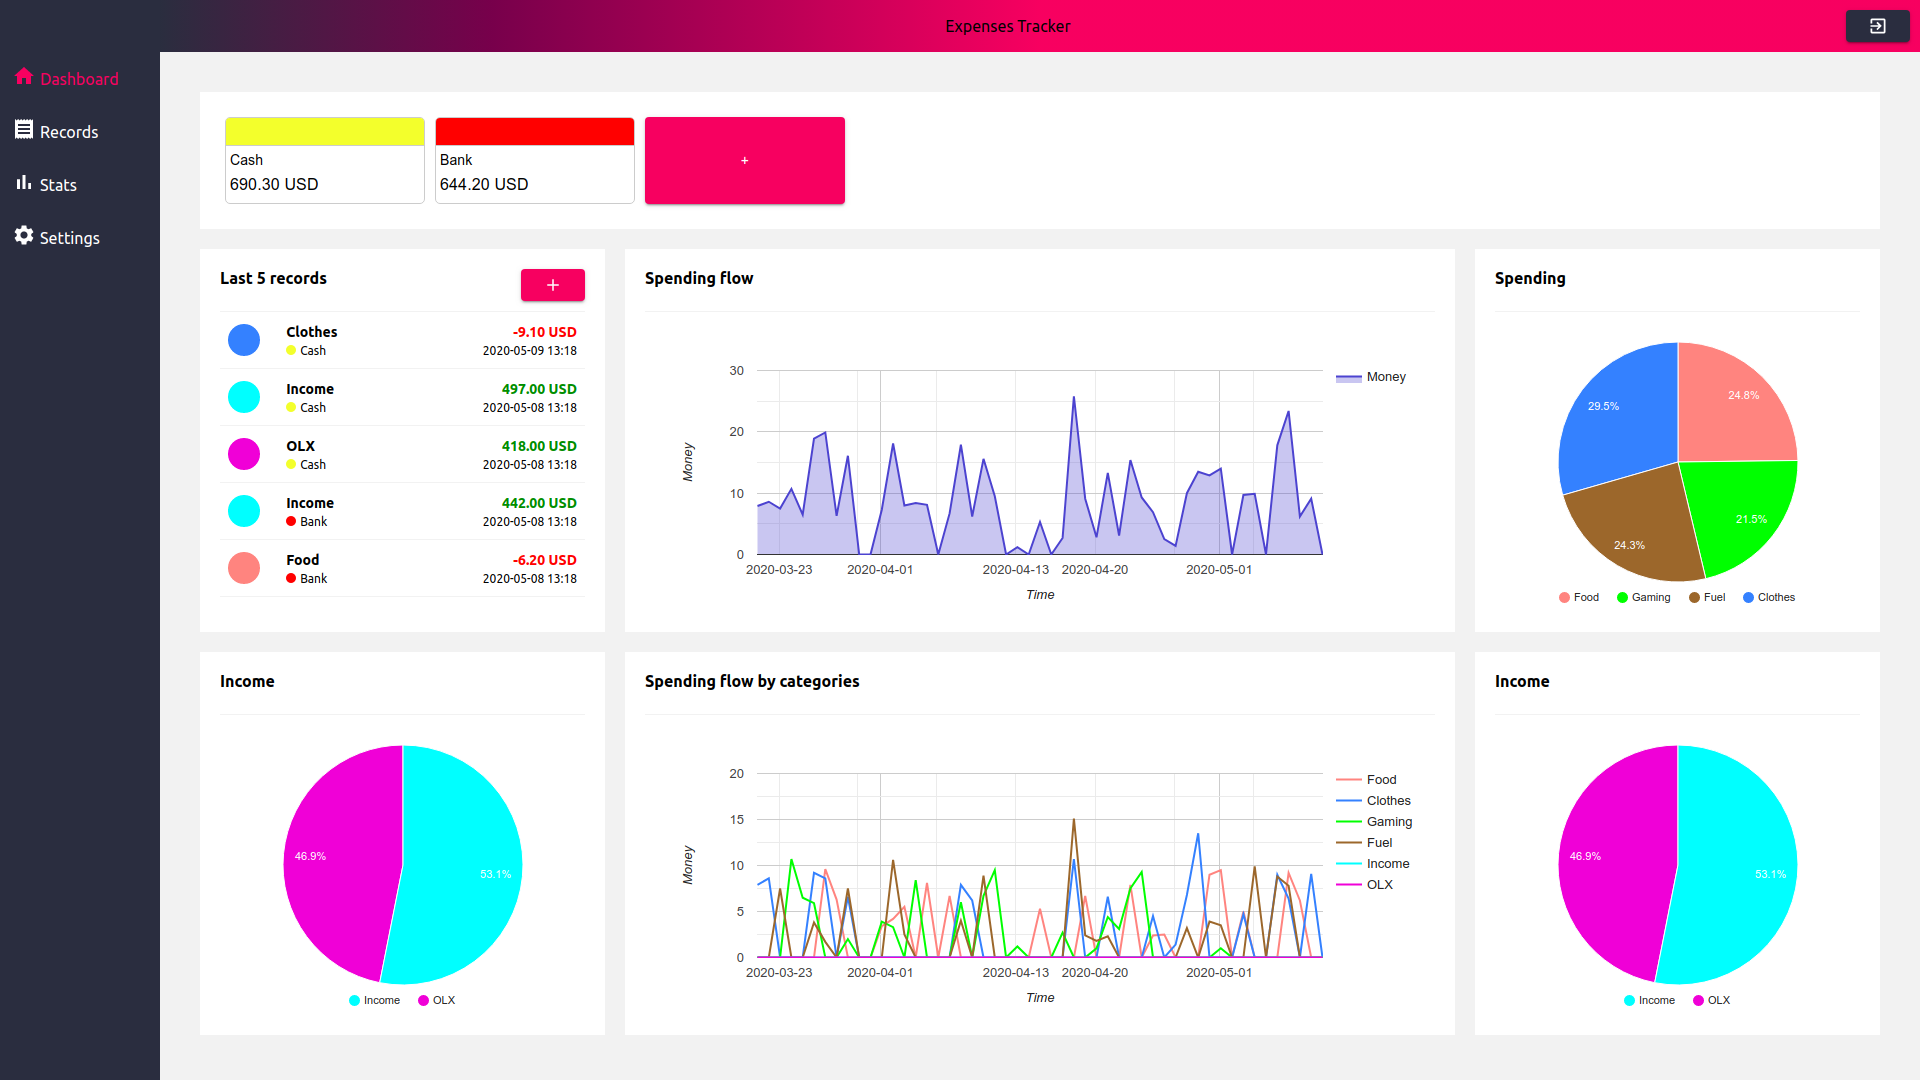 Expenses Tracker
Dashboard
Records
Stats
Settings
Cash
690.30 USD
Bank
644.20 USD
+
Last 5 records
+
Clothes -9.10 USD
Cash 2020-05-09 13:18
Income 497.00 USD
Cash 2020-05-08 13:18
OLX 418.00 USD
Cash 2020-05-08 13:18
Income 442.00 USD
Bank 2020-05-08 13:18
Food -6.20 USD
Bank 2020-05-08 13:18
Spending flow
30
20
10
0
Money
2020-03-23 2020-04-01 2020-04-13 2020-04-20 2020-05-01
Time
Money
Spending
24.8%
29.5%
21.5%
24.3%
Food Gaming Fuel Clothes
Income
46.9%
53.1%
Income OLX
Spending flow by categories
20
15
10
5
0
Money
2020-03-23 2020-04-01 2020-04-13 2020-04-20 2020-05-01
Time
Food
Clothes
Gaming
Fuel
Income
OLX
Income
46.9%
53.1%
Income OLX